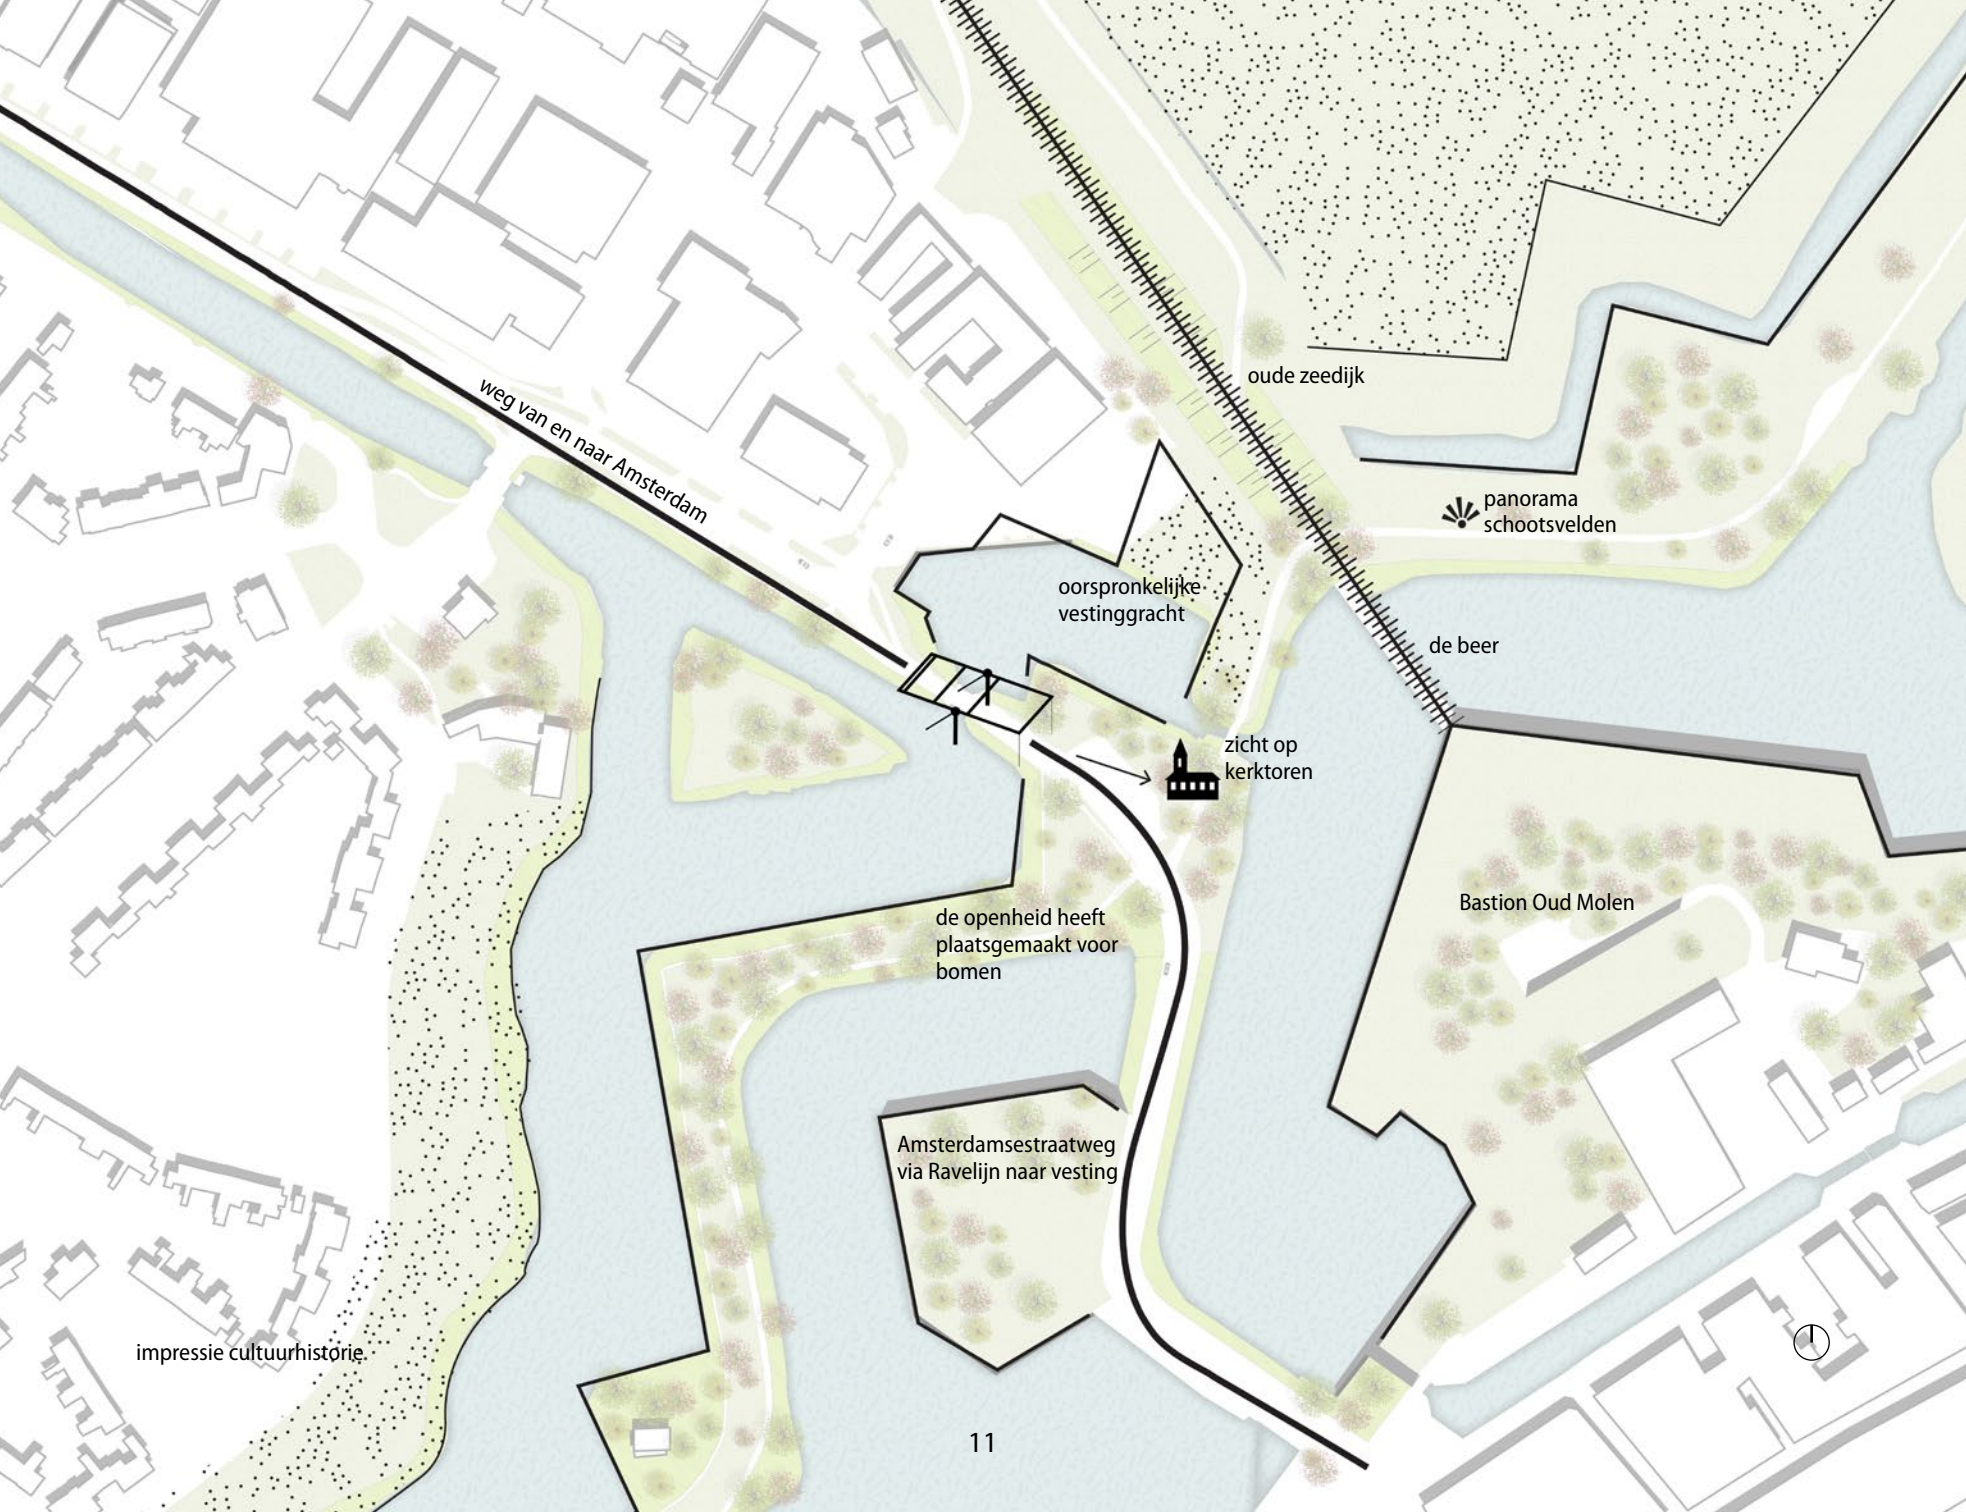 oude zeedijk
weg van en naar Amsterdam
panorama
schootsvelden
oorspronkelijke
vestinggracht
de beer
zicht op
kerktoren
Bastion Oud Molen
de openheid heeft
plaatsgemaakt voor
bomen
Amsterdamsestraatweg
via Ravelijn naar vesting
impressie cultuurhistorie
11